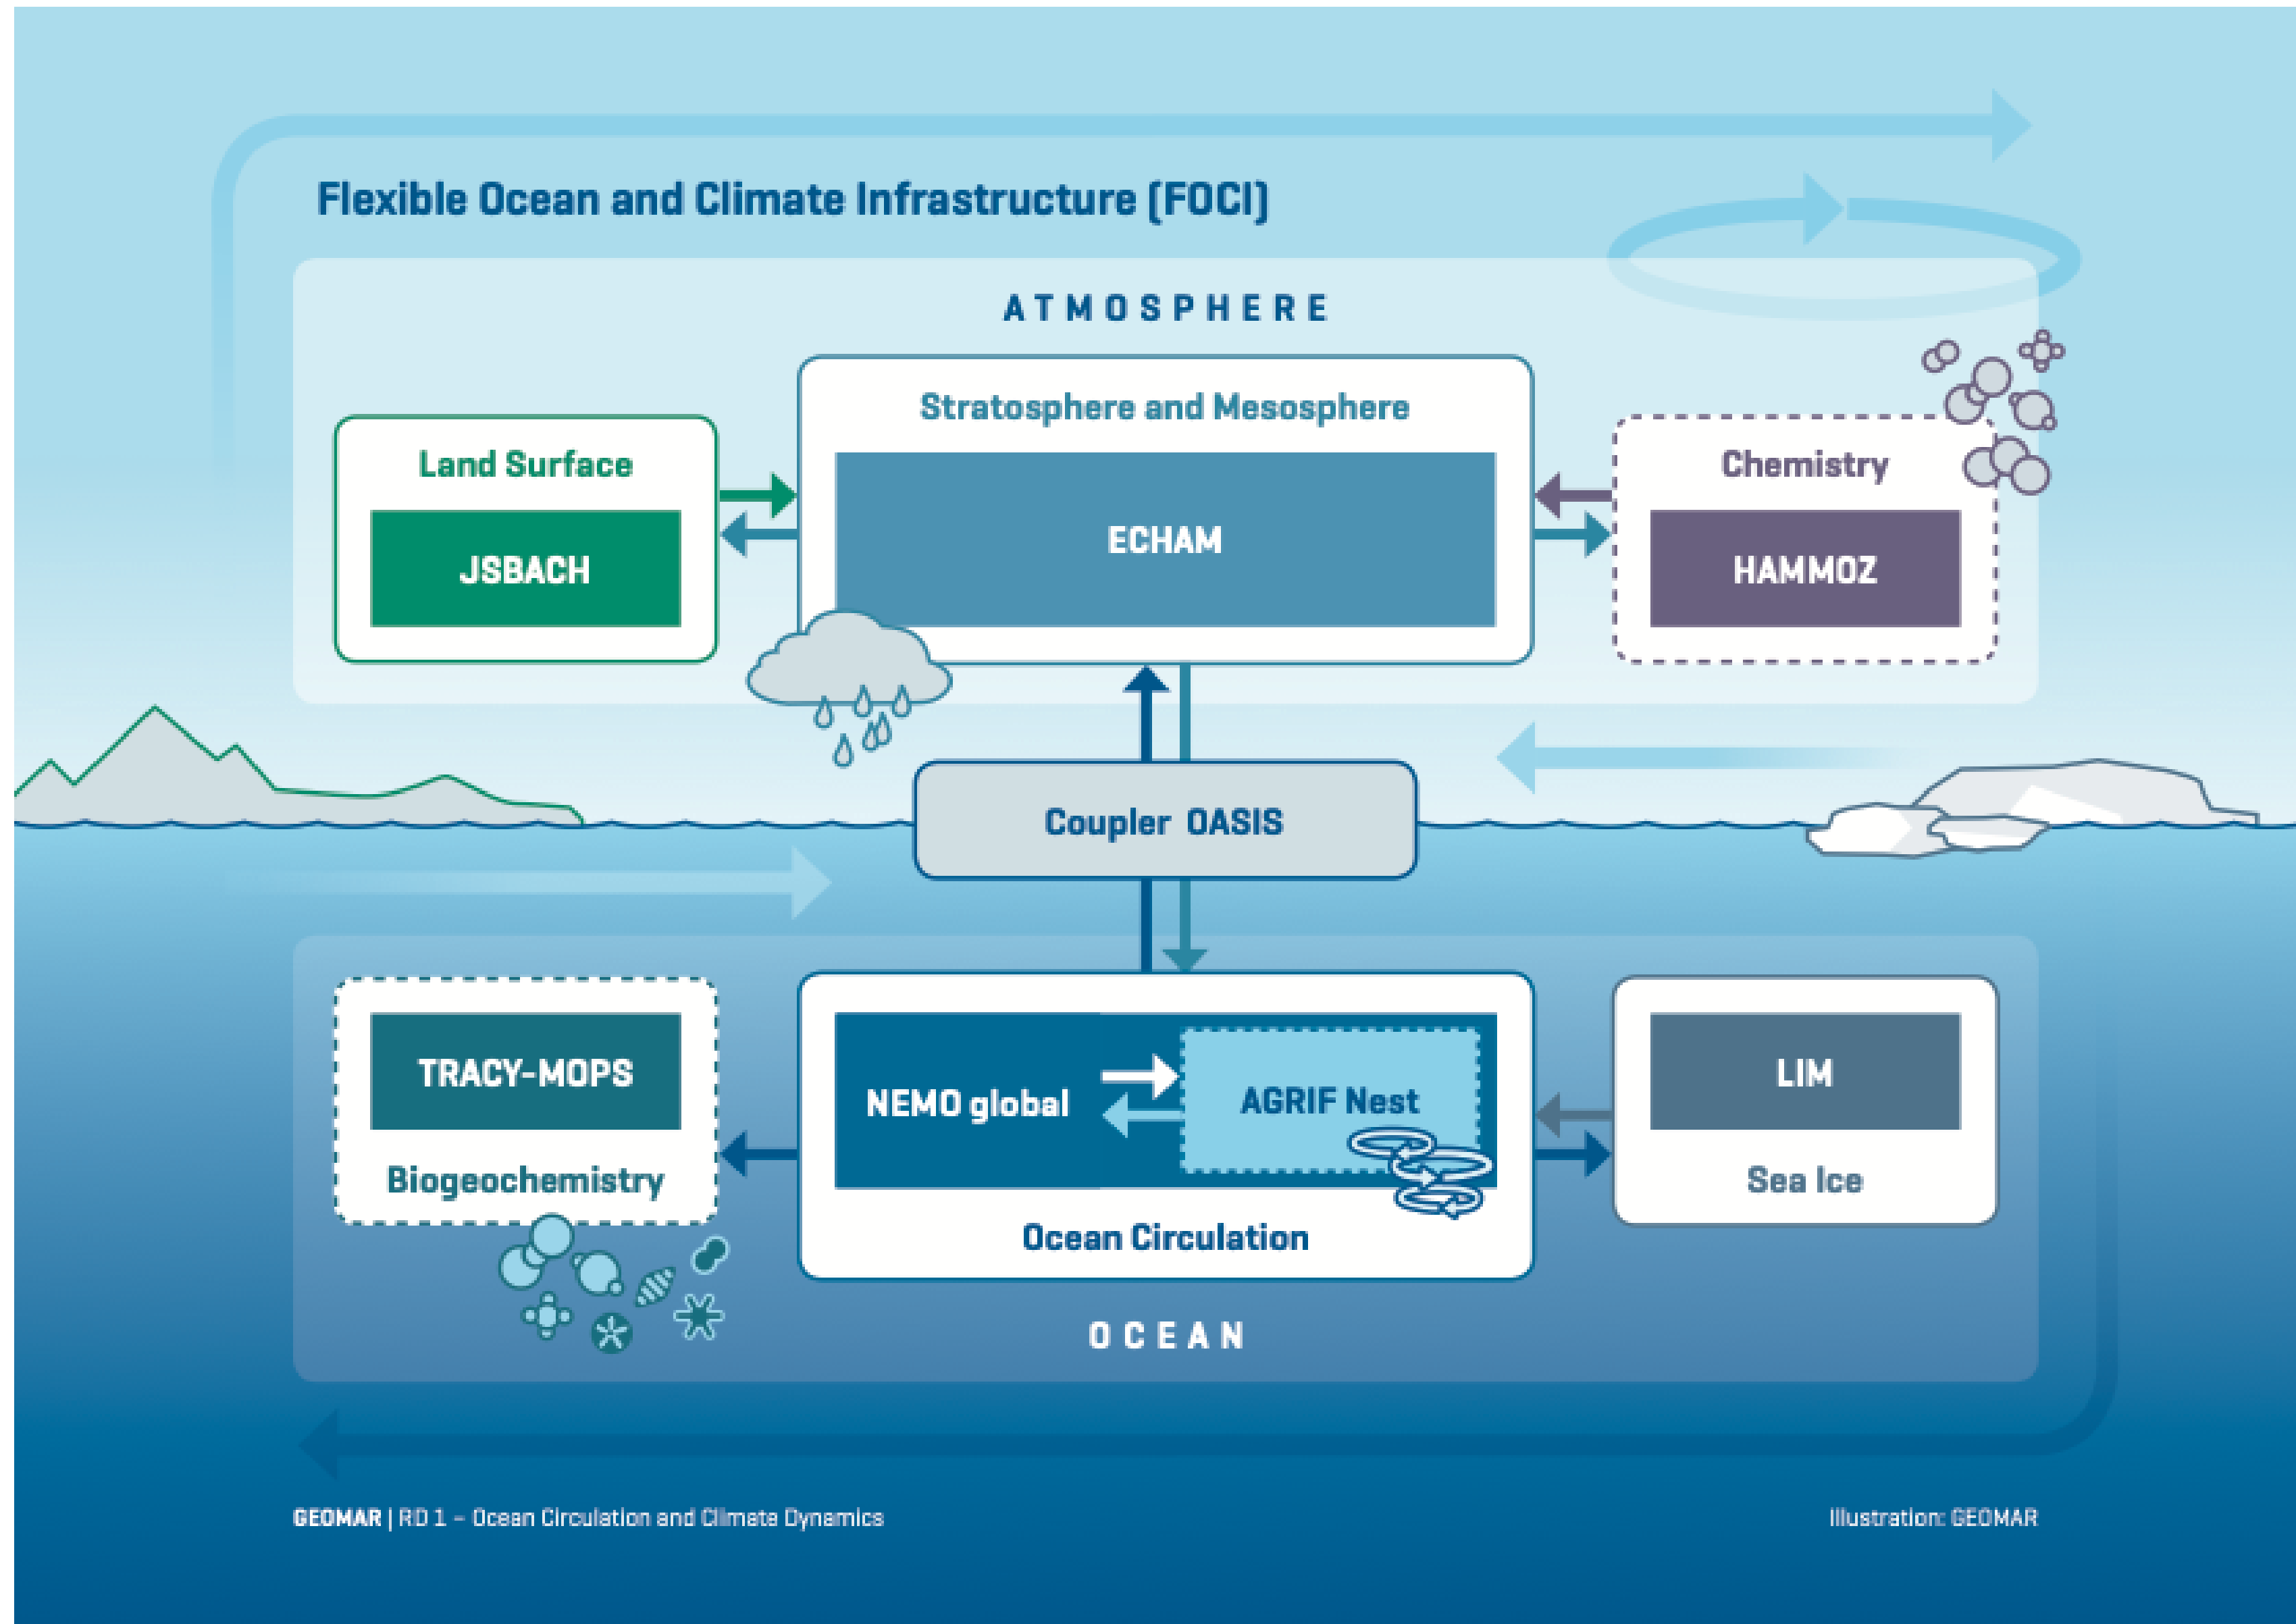 Flexible Ocean and Climate Infrastructure (FOCI)
ATMOSPHERE
Stratosphere and Mesosphere
Land Surface
Chemistry
ECHAM
JSBACH
HAMMOZ
Coupler OASIS
TRACY-MOPS
NEMO global
AGRIF Nest
LIM
Biogeochemistry
Sea Ice
Ocean Circulation
OCEAN
GEOMAR | RD 1 – Ocean Circulation and Climate Dynamics
Illustration: GEOMAR